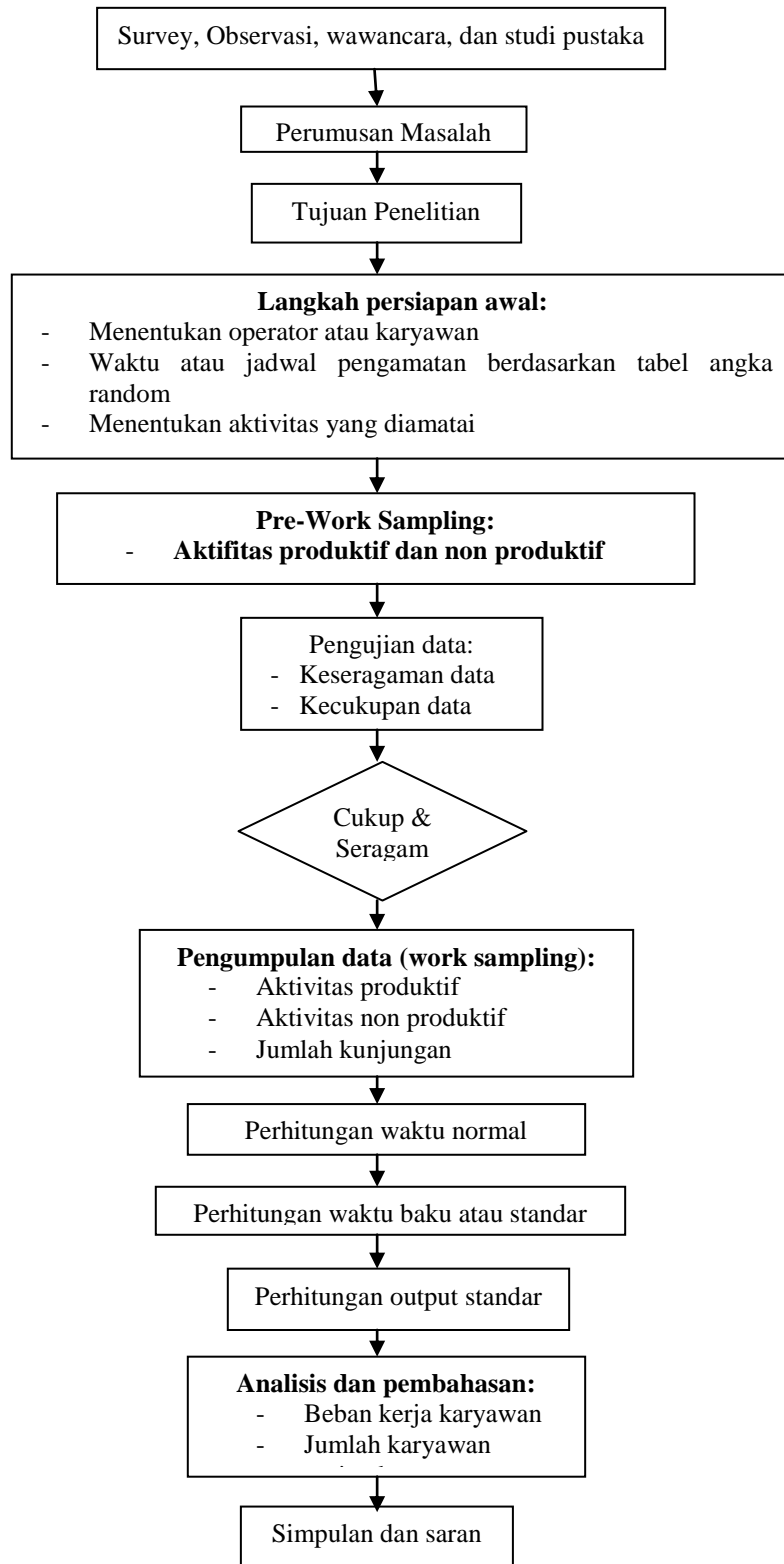 Survey, Observasi, wawancara, dan studi pustaka
Perumusan Masalah
Tujuan Penelitian
Langkah persiapan awal:
- Menentukan operator atau karyawan
- Waktu atau jadwal pengamatan berdasarkan tabel angka
random
- Menentukan aktivitas yang diamatai
Pre-Work Sampling:
- Aktifitas produktif dan non produktif
Pengujian data:
- Keseragaman data
- Kecukupan data
Cukup &
Seragam
Pengumpulan data (work sampling):
- Aktivitas produktif
- Aktivitas non produktif
- Jumlah kunjungan
Perhitungan waktu normal
Perhitungan waktu baku atau standar
Perhitungan output standar
Analisis dan pembahasan:
- Beban kerja karyawan
- Jumlah karyawan
Simpulan dan saran